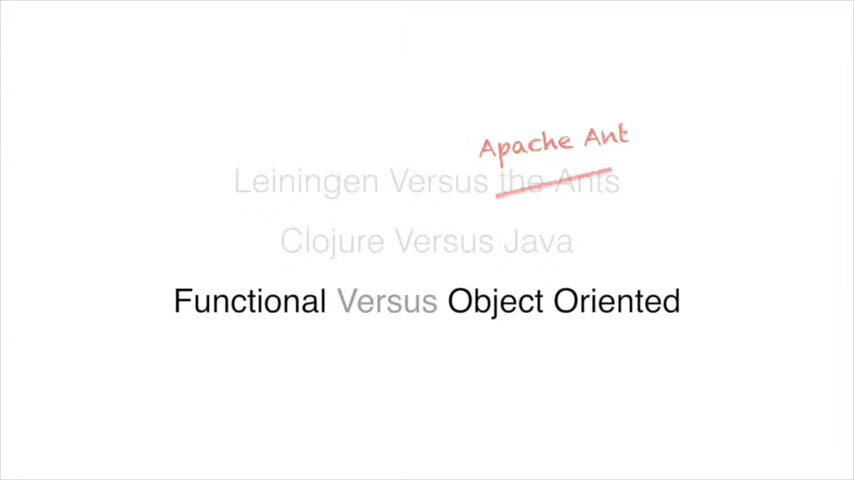 Apache Ant
Leiningen Versus the Ants
Clojure Versus Java
Functional Versus Object Oriented